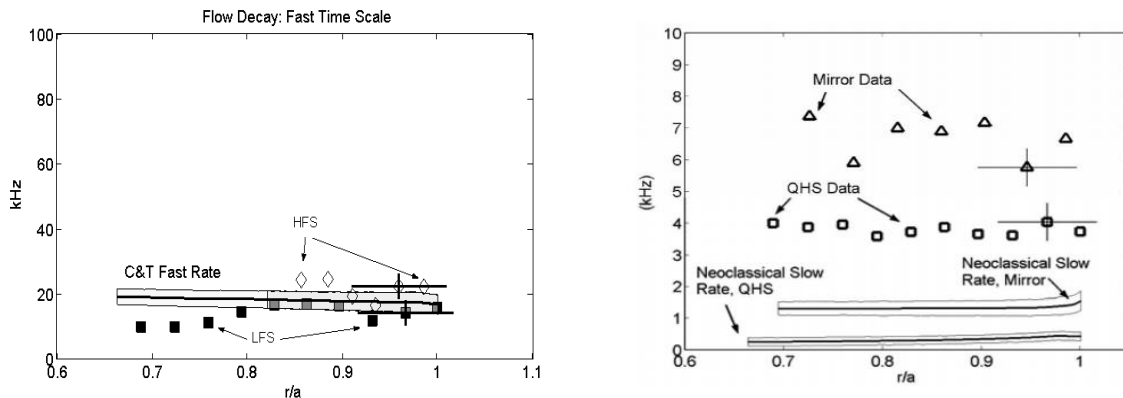 Flow Decay: Fast Time Scale
100
80
60
40
20
0
kHz
HFS
C&T Fast Rate
LFS
0.6 0.7 0.8 0.9 1 1.1
r/a
10
9
8
7
6
5
4
3
2
1
0
(kHz)
Mirror Data
QHS Data
Neoclassical Slow
Rate, QHS
Neoclassical Slow
Rate, Mirror
0.6 0.7 0.8 0.9 1
r/a